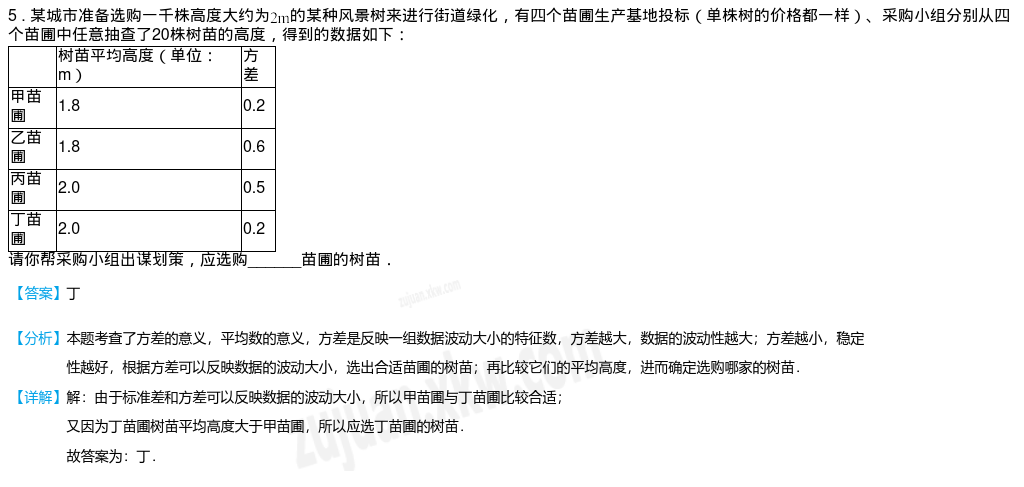 5．某城市准备选购一千株高度大约为2m的某种风景树来进行街道绿化，有四个苗圃生产基地投标（单株树的价格都一样）、采购小组分别从四
个苗圃中任意抽查了20株树苗的高度，得到的数据如下：
树苗平均高度（单位：
m）
方
差
甲苗
圃
1.8
0.2
乙苗
圃
1.8
0.6
丙苗
圃
2.0
0.5
丁苗
圃
2.0
0.2
请你帮采购小组出谋划策，应选购______苗圃的树苗．
【答案】丁
【分析】本题考查了方差的意义，平均数的意义，方差是反映一组数据波动大小的特征数，方差越大，数据的波动性越大；方差越小，稳定
性越好，根据方差可以反映数据的波动大小，选出合适苗圃的树苗；再比较它们的平均高度，进而确定选购哪家的树苗．
【详解】解：由于标准差和方差可以反映数据的波动大小，所以甲苗圃与丁苗圃比较合适；
又因为丁苗圃树苗平均高度大于甲苗圃，所以应选丁苗圃的树苗．
故答案为：丁．
zujuan.xkw.com
zujuan.xkw.com